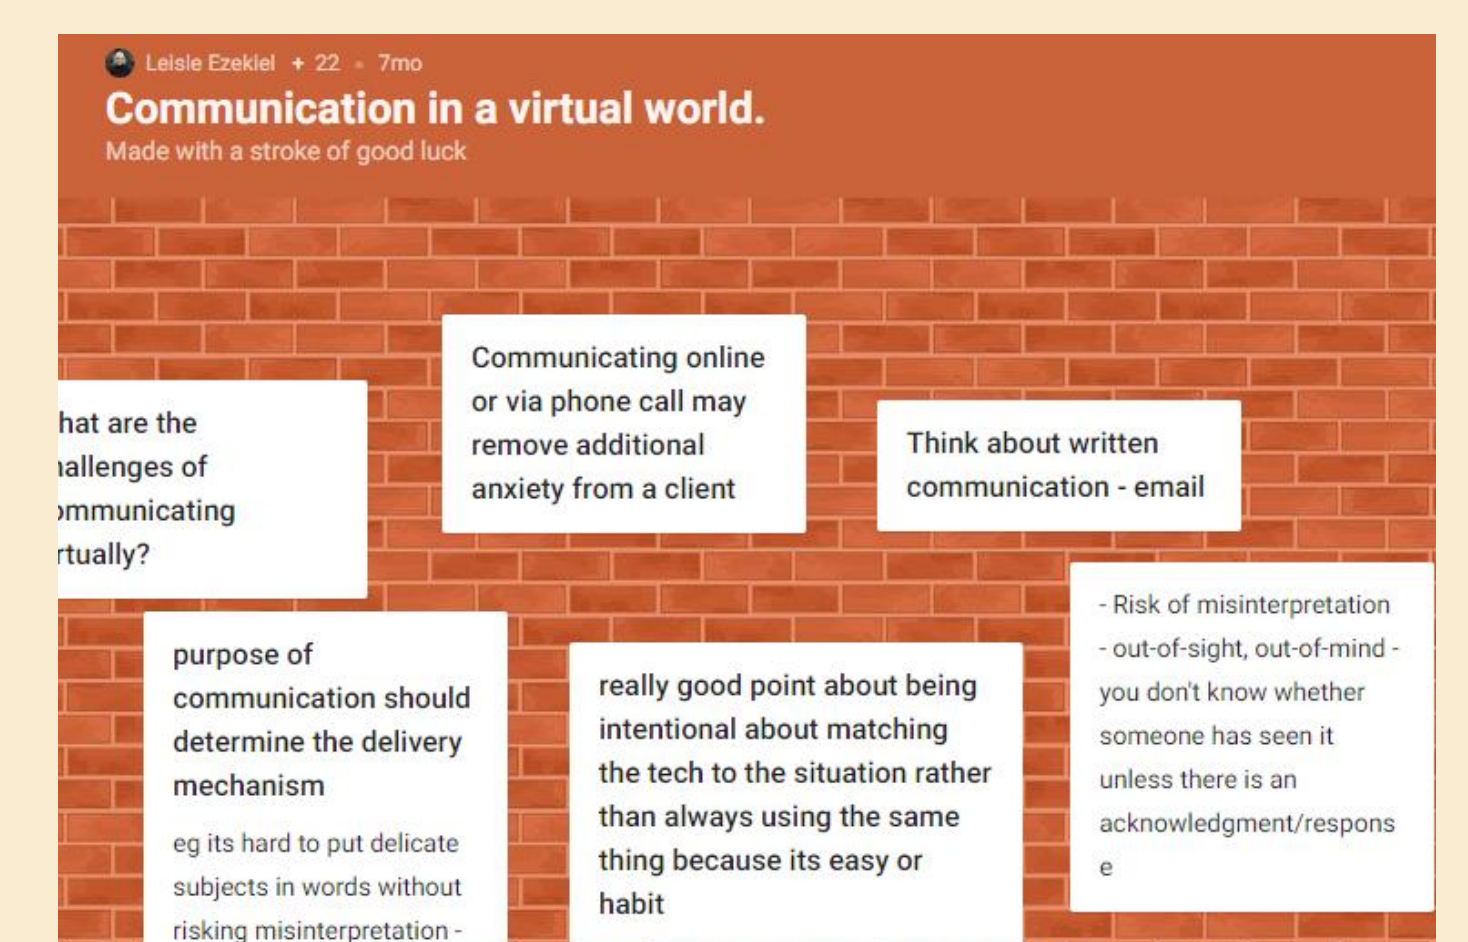 Leisle Ezekiel + 22 • 7mo
Communication in a virtual world.
Made with a stroke of good luck
hat are the
hallenges of
ommunicating
rtually?
Communicating online
or via phone call may
remove additional
anxiety from a client
Think about written
communication - email
purpose of
communication should
determine the delivery
mechanism
eg its hard to put delicate
subjects in words without
risking misinterpretation -
really good point about being
intentional about matching
the tech to the situation rather
than always using the same
thing because its easy or
habit
- Risk of misinterpretation
- out-of-sight, out-of-mind -
you don't know whether
someone has seen it
unless there is an
acknowledgment/respons
e